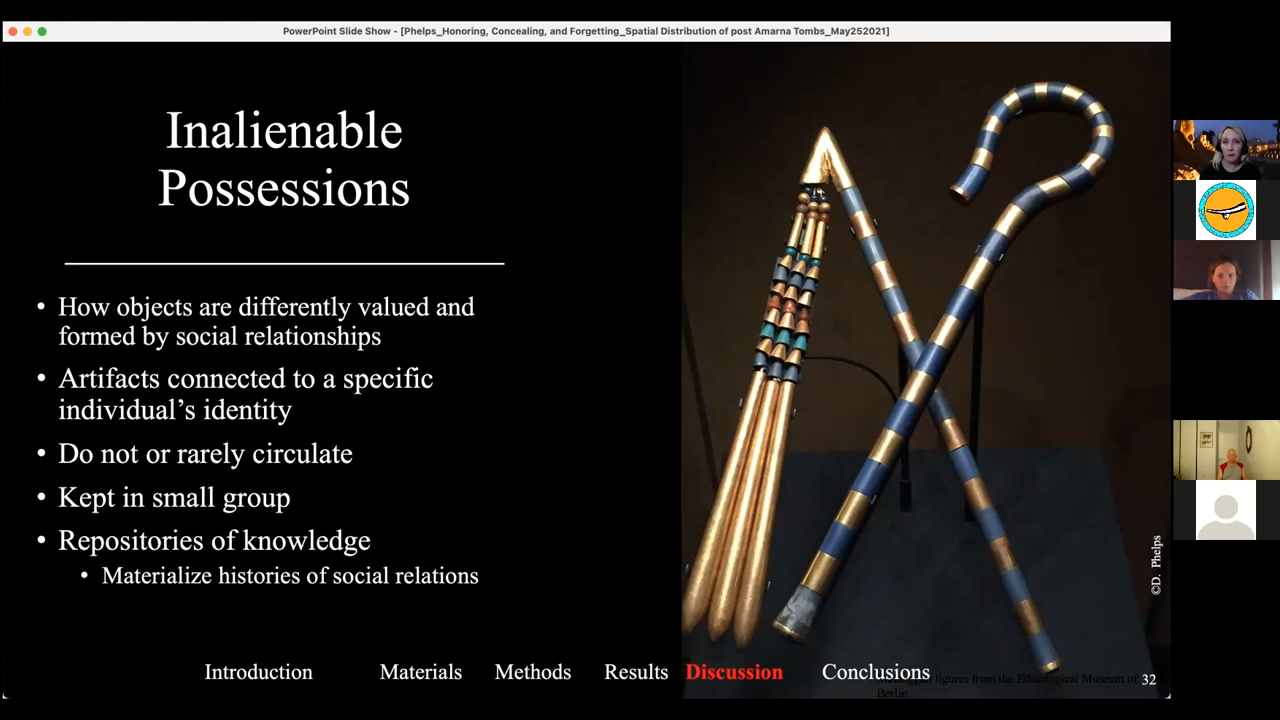 PowerPoint Slide Show - [Phelps_Honoring, Concealing, and Forgetting_Spatial Distribution of post Amarna Tombs_May252021]
Inalienable
Possessions
• How objects are differently valued and
formed by social relationships
• Artifacts connected to a specific
individual's identity
• Do not or rarely circulate
• Kept in small group
• Repositories of knowledge
• Materialize histories of social relations
©D. Phelps
Introduction Materials Methods Results Discussion Conclusions
figures from the Ethnological Museum of
Berlin
32